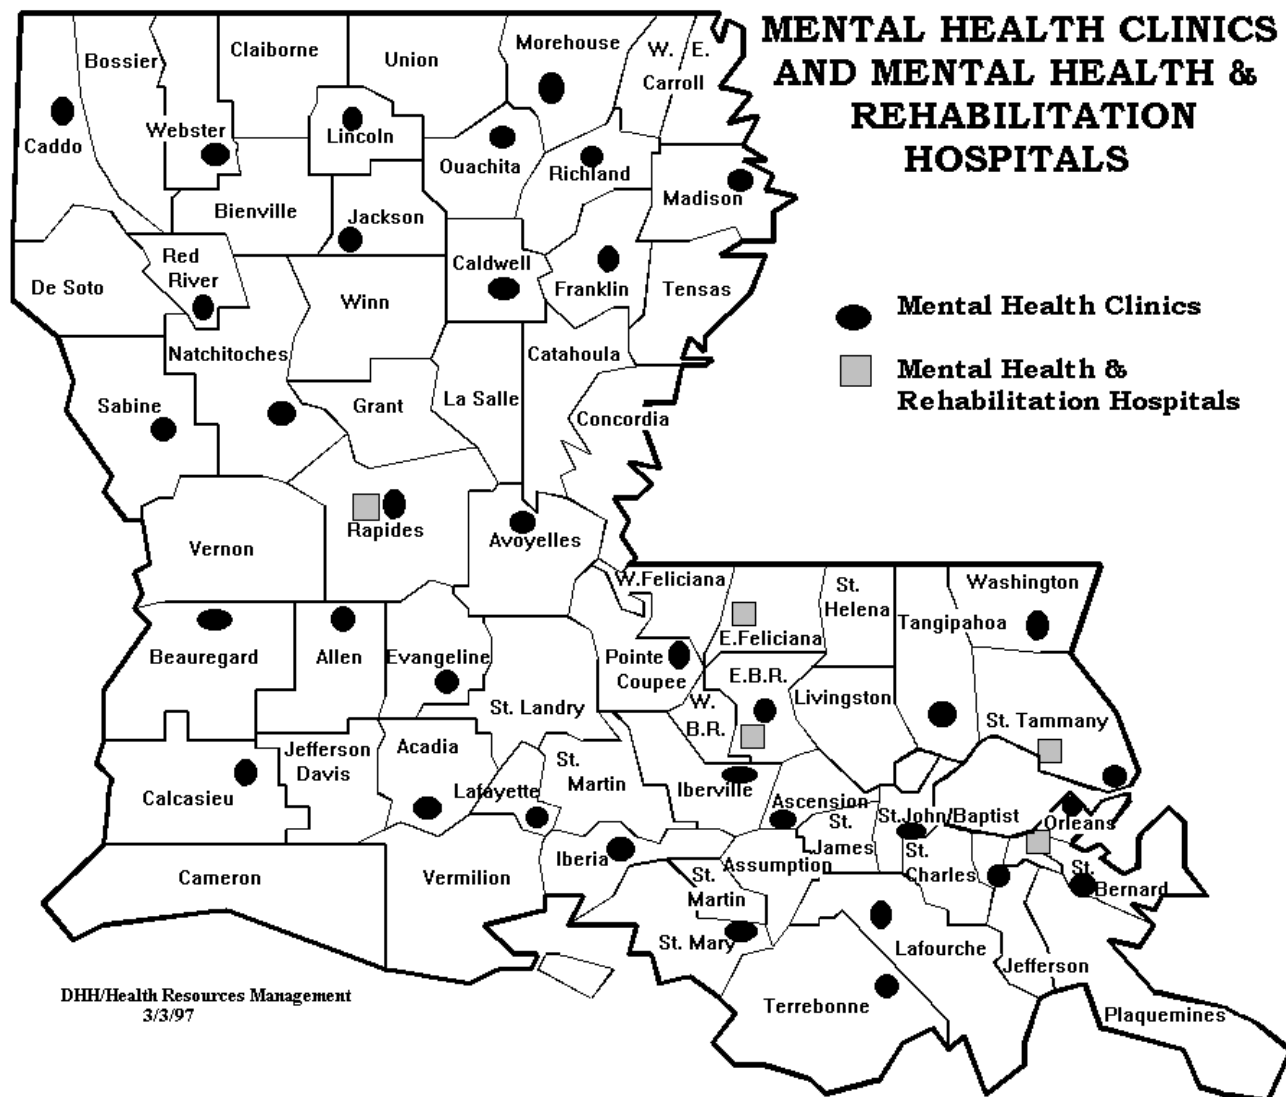 MENTAL HEALTH CLINICS
AND MENTAL HEALTH &
REHABILITATION
HOSPITALS
Mental Health Clinics
Mental Health &
Rehabilitation Hospitals
Caddo
Bossier
Webster
Claiborne
Lincoln
Union
Morehouse
W. E.
Carroll
Ouachita
Richland
Madison
Bienville
Jackson
Caldwell
Franklin
Tensas
De Soto
Red
River
Winn
Natchitoches
Sabine
Grant
La Salle
Catahoula
Concordia
Vernon
Rapides
Avoyelles
W.Feliciana
E.Feliciana
St.
Helena
Tangipahoa
Washington
Beauregard
Allen
Evangeline
St. Landry
Pointe
Coupee
W.
B.R.
E.B.R.
Livingston
St. Tammany
Calcasieu
Jefferson
Davis
Acadia
Lafayette
St.
Martin
Iberville
Ascension
St.John/Baptist
Orleans
Cameron
Vermilion
Iberia
St.
Martin
Assumption
St.
James
St.
Charles
St.
Bernard
St. Mary
Terrebonne
Lafourche
Jefferson
Plaquemines
DHH/Health Resources Management
3/3/97